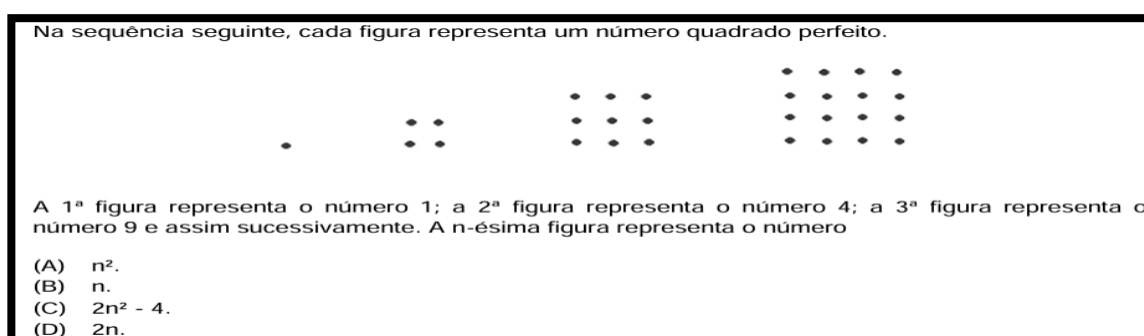 Na sequência seguinte, cada figura representa um número quadrado perfeito.
A 1ª figura representa o número 1; a 2ª figura representa o número 4; a 3ª figura representa o
número 9 e assim sucessivamente. A n-ésima figura representa o número
(A) n².
(B) n.
(C) 2n² - 4.
(D) 2n.